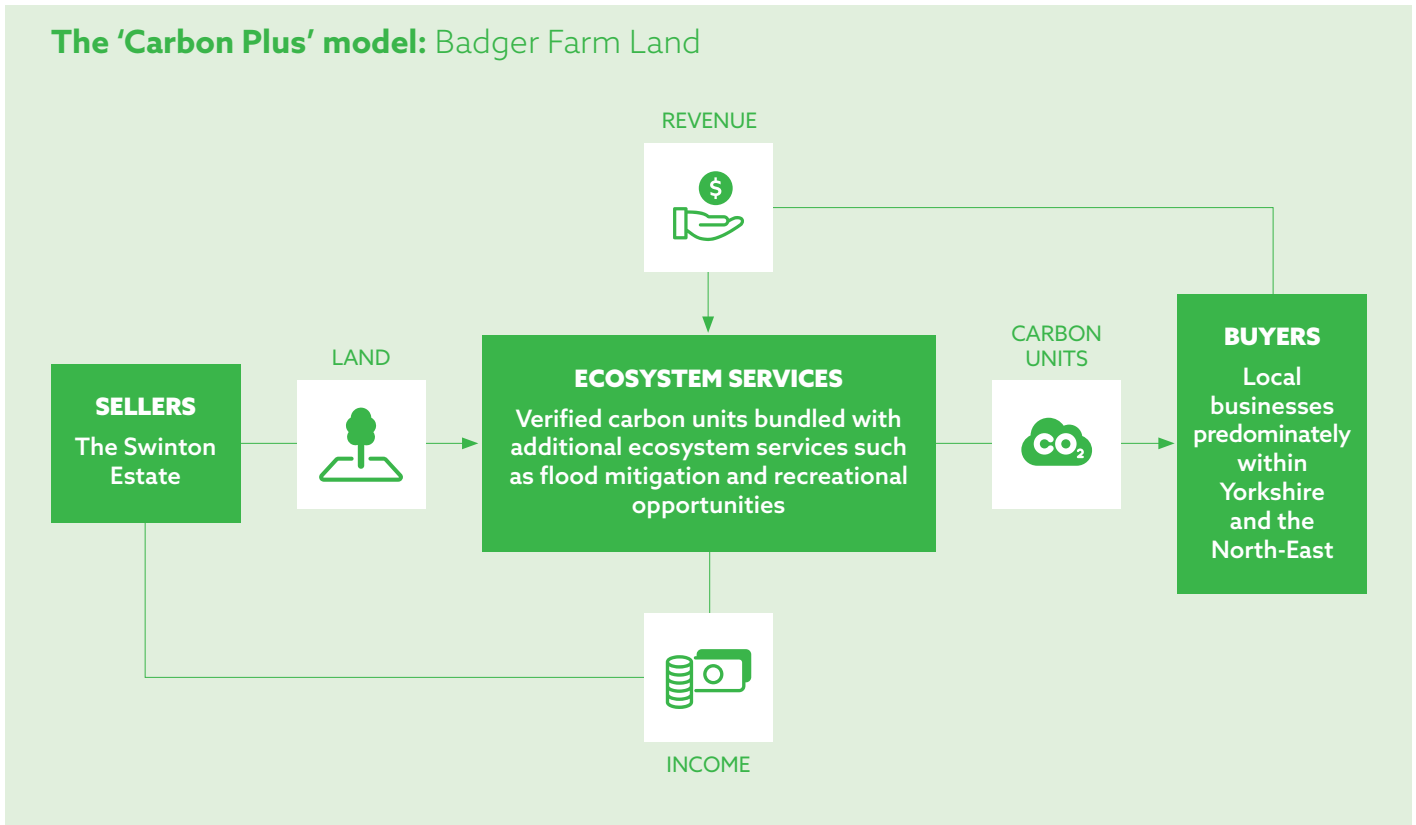 The ‘Carbon Plus’ model: Badger Farm Land
REVENUE
$
LAND
CARBON
UNITS
SELLERS
The Swinton
Estate
ECOSYSTEM SERVICES
Verified carbon units bundled with
additional ecosystem services such
as flood mitigation and recreational
opportunities
CO₂
BUYERS
Local
businesses
predominately
within
Yorkshire
and the
North-East
INCOME